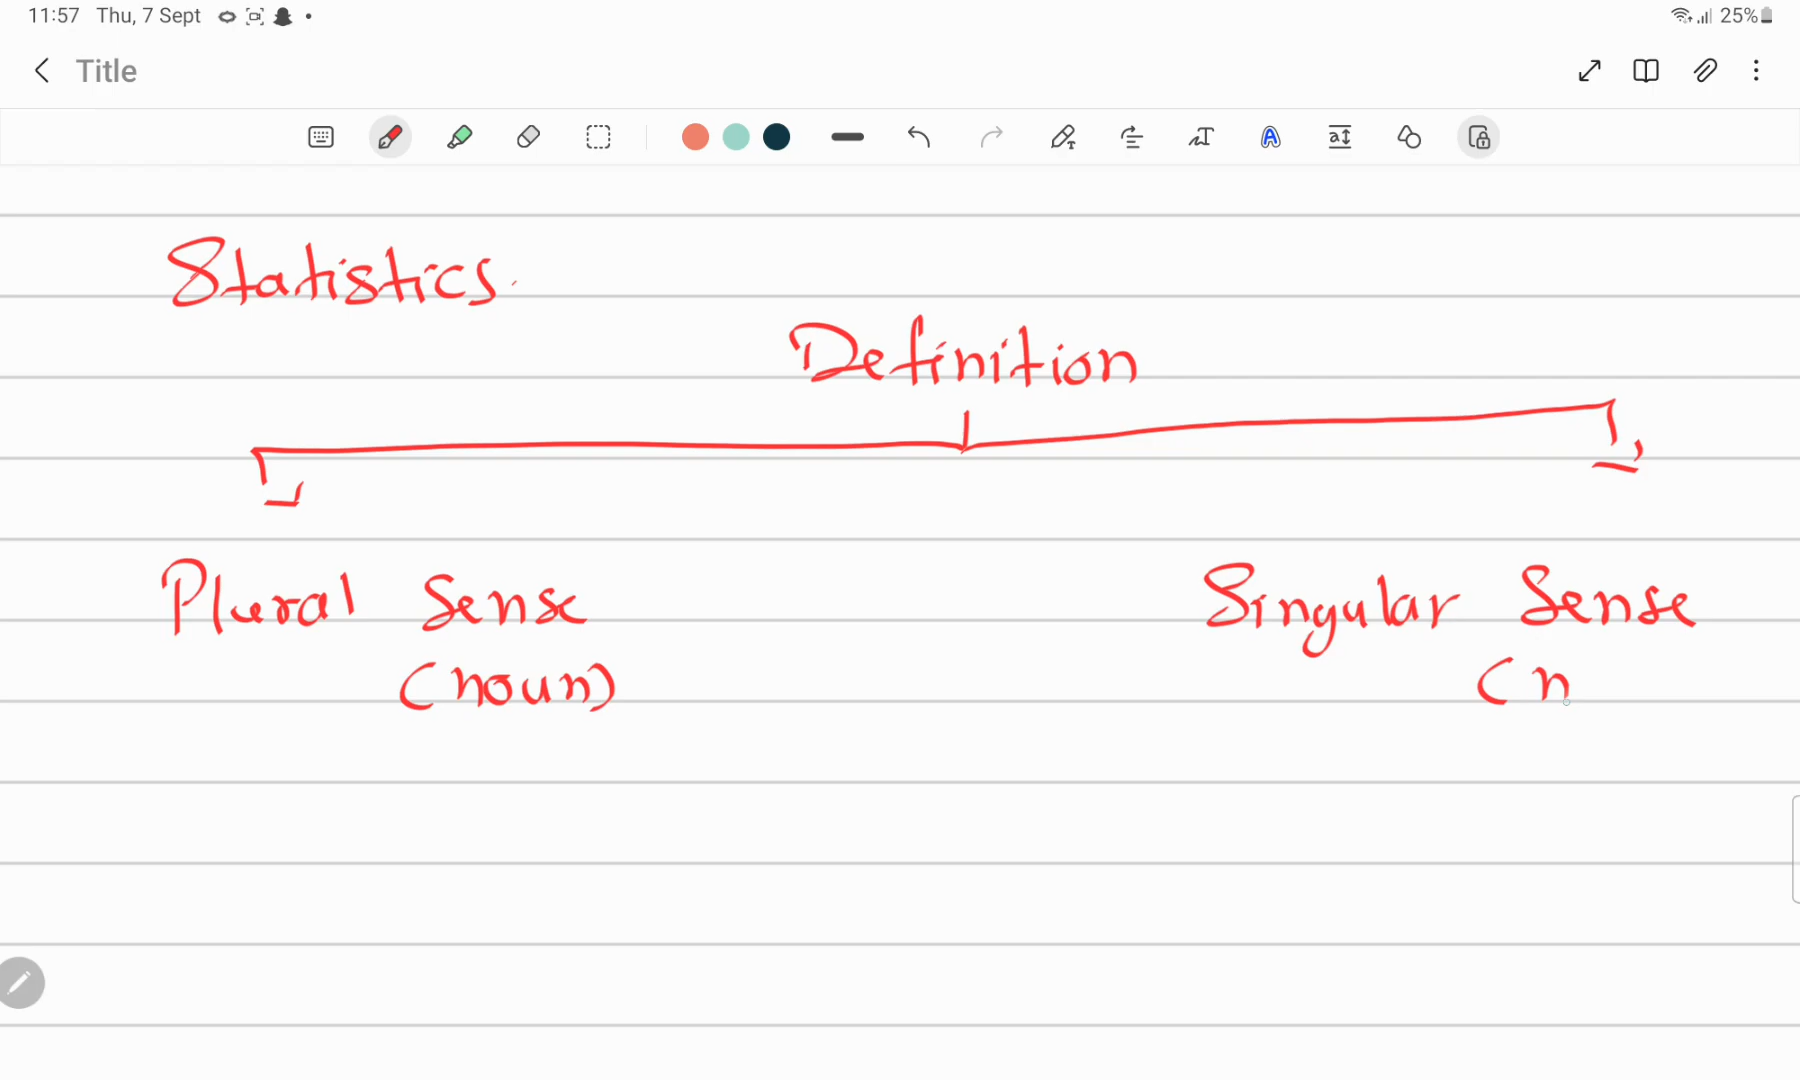 11:57 Thu, 7 Sept 25%
Title
Statistics.
Definition
Plural Sense Singular Sense
(noun) (n